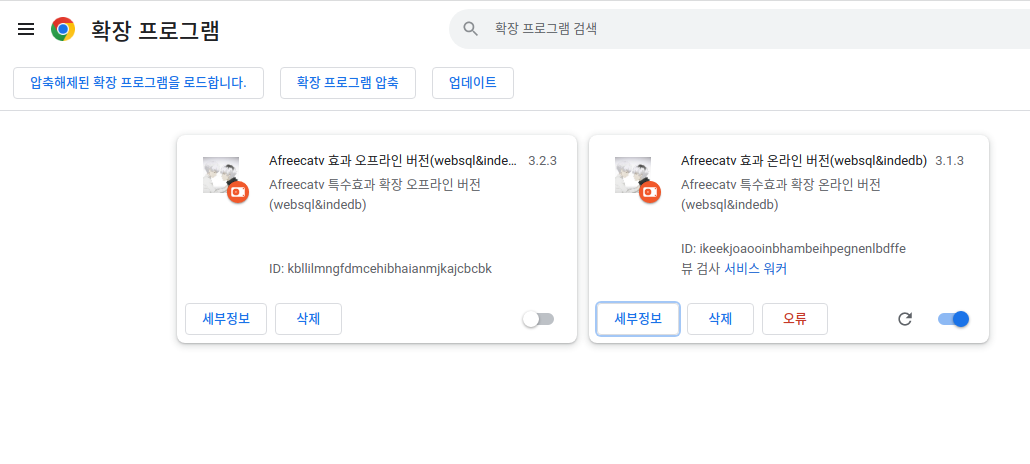 확장 프로그램
확장 프로그램 검색
압축해제된 확장 프로그램을 로드합니다.
확장 프로그램 압축
업데이트
Afreecatv 효과 오프라인 버전(websql&inde... 3.2.3
Afreecatv 특수효과 확장 오프라인 버전
(websql&indedb)
ID: kbllilmngfdmcehibhaianmjkajcbcbk
세부정보
삭제
Afreecatv 효과 온라인 버전(websql&indedb) 3.1.3
Afreecatv 특수효과 확장 온라인 버전
(websql&indedb)
ID: ikeekjoaooinbhambeihpegnenlbdffe
뷰 검사 서비스 워커
세부정보
삭제
오류